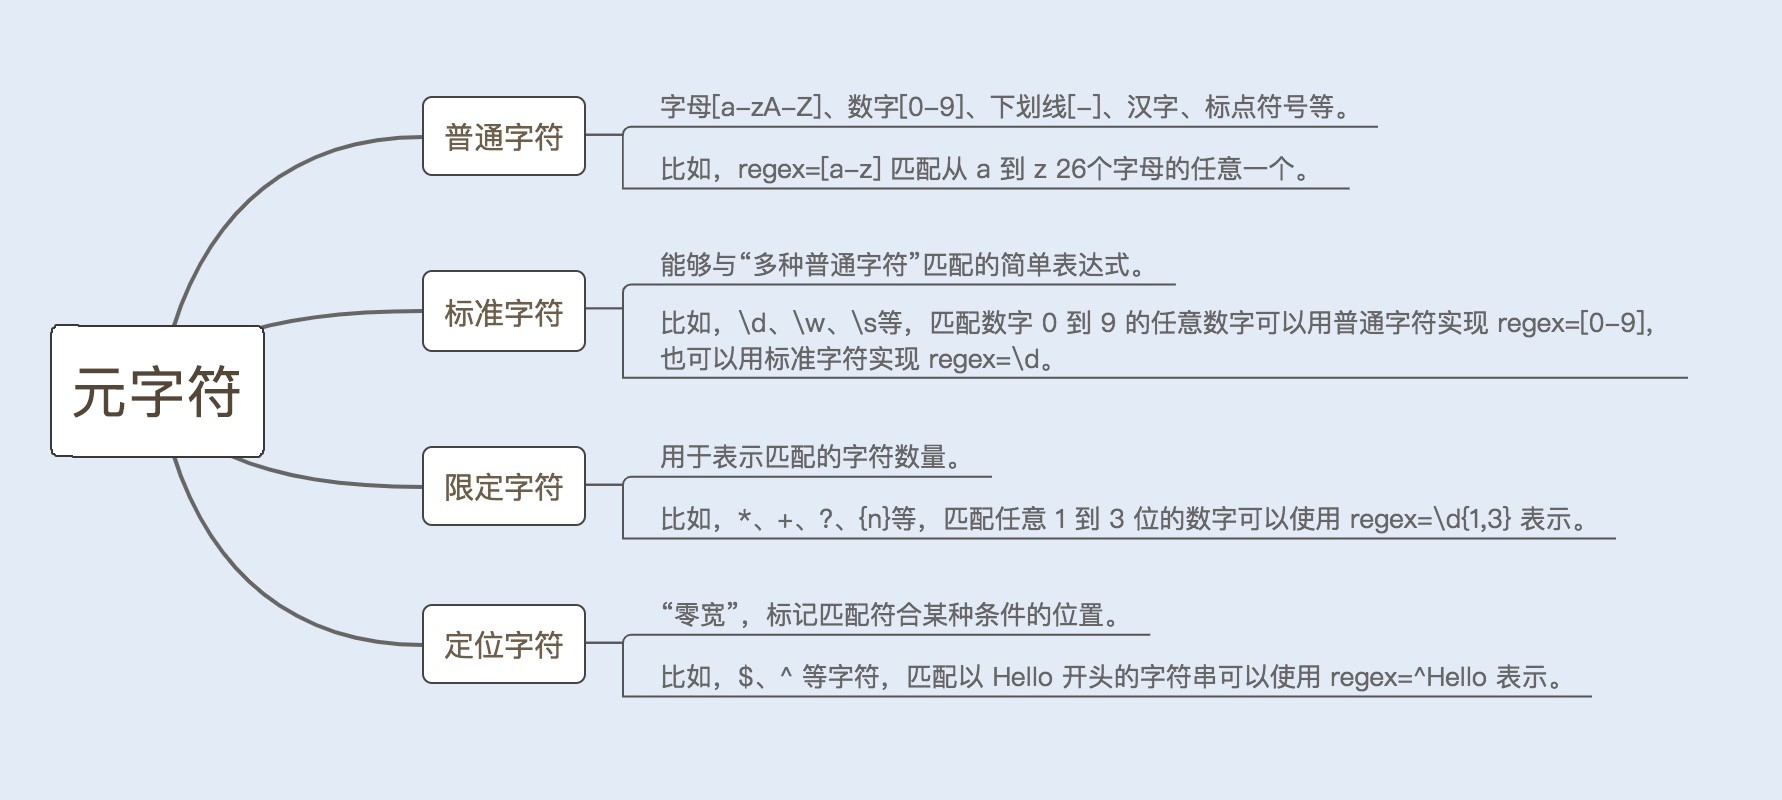 元字符
普通字符
字母[a-zA-Z]、数字[0-9]、下划线[-]、汉字、标点符号等。
比如，regex=[a-z] 匹配从 a 到 z 26个字母的任意一个。
标准字符
能够与“多种普通字符”匹配的简单表达式。
比如，\d、\w、\s等，匹配数字 0 到 9 的任意数字可以用普通字符实现 regex=[0-9],
也可以用标准字符实现 regex=\d。
限定字符
用于表示匹配的字符数量。
比如，*、+、?、{n}等，匹配任意 1 到 3 位的数字可以使用 regex=\d{1,3} 表示。
定位字符
“零宽”，标记匹配符合某种条件的位置。
比如，$、^ 等字符，匹配以 Hello 开头的字符串可以使用 regex=^Hello 表示。